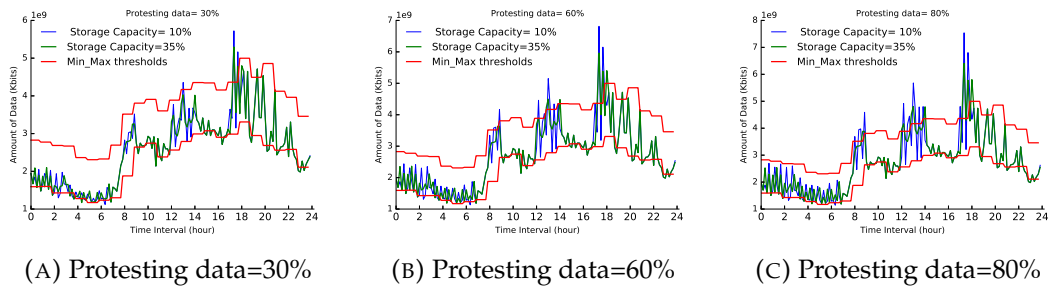 Protesting data= 30%
1e9
Storage Capacity= 10%
Storage Capacity=35%
Min_Max thresholds
Amount of Data (Kbits)
6
5
4
3
2
1
0 2 4 6 8 10 12 14 16 18 20 22 24
Time Interval (hour)
(A) Protesting data=30%
Protesting data= 60%
1e9
Storage Capacity= 10%
Storage Capacity=35%
Min_Max thresholds
Amount of Data (Kbits)
7
6
5
4
3
2
1
0 2 4 6 8 10 12 14 16 18 20 22 24
Time Interval (hour)
(B) Protesting data=60%
Protesting data= 80%
1e9
Storage Capacity= 10%
Storage Capacity=35%
Min_Max thresholds
Amount of Data (Kbits)
8
7
6
5
4
3
2
1
0 2 4 6 8 10 12 14 16 18 20 22 24
Time Interval (hour)
(C) Protesting data=80%